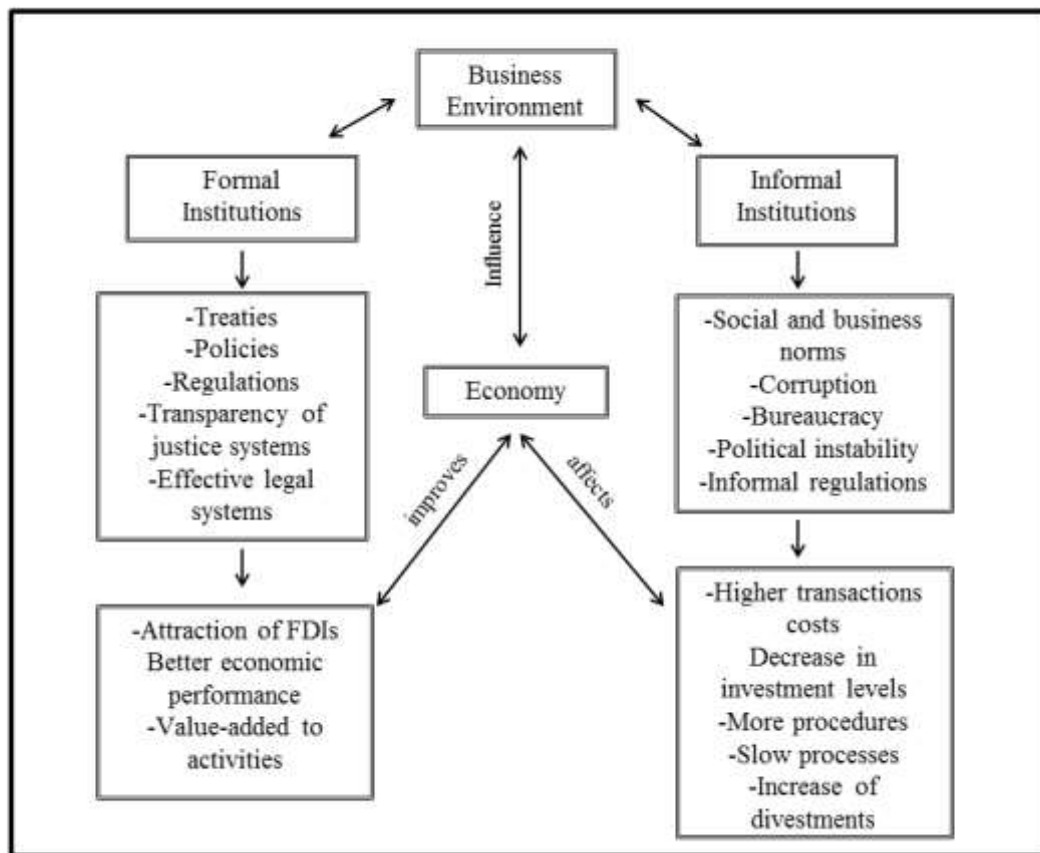 Business
Environment
Formal
Institutions
Informal
Institutions
Influence
-Treaties
-Policies
-Regulations
-Transparency of
justice systems
-Effective legal
systems
Economy
-Social and business
norms
-Corruption
-Bureaucracy
-Political instability
-Informal regulations
improves
affects
-Attraction of FDIs
Better economic
performance
-Value-added to
activities
-Higher transactions
costs
Decrease in
investment levels
-More procedures
-Slow processes
-Increase of
divestments